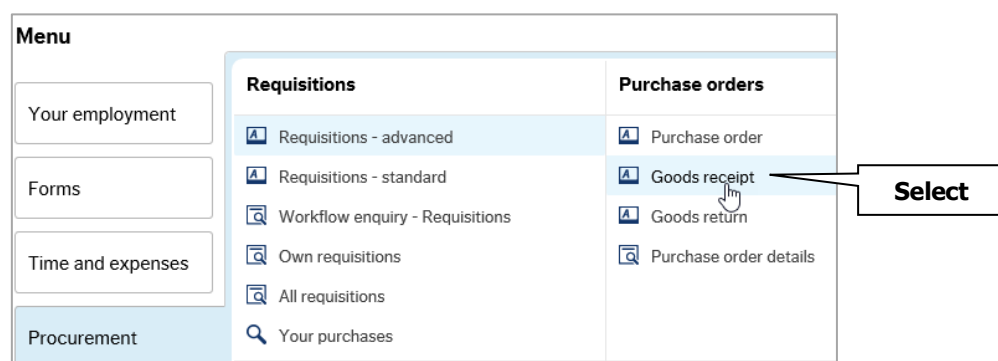 Menu
Your employment
Forms
Time and expenses
Procurement
Requisitions
Requisitions - advanced
Requisitions - standard
Workflow enquiry - Requisitions
Own requisitions
All requisitions
Your purchases
Purchase orders
Purchase order
Goods receipt
Goods return
Purchase order details
Select